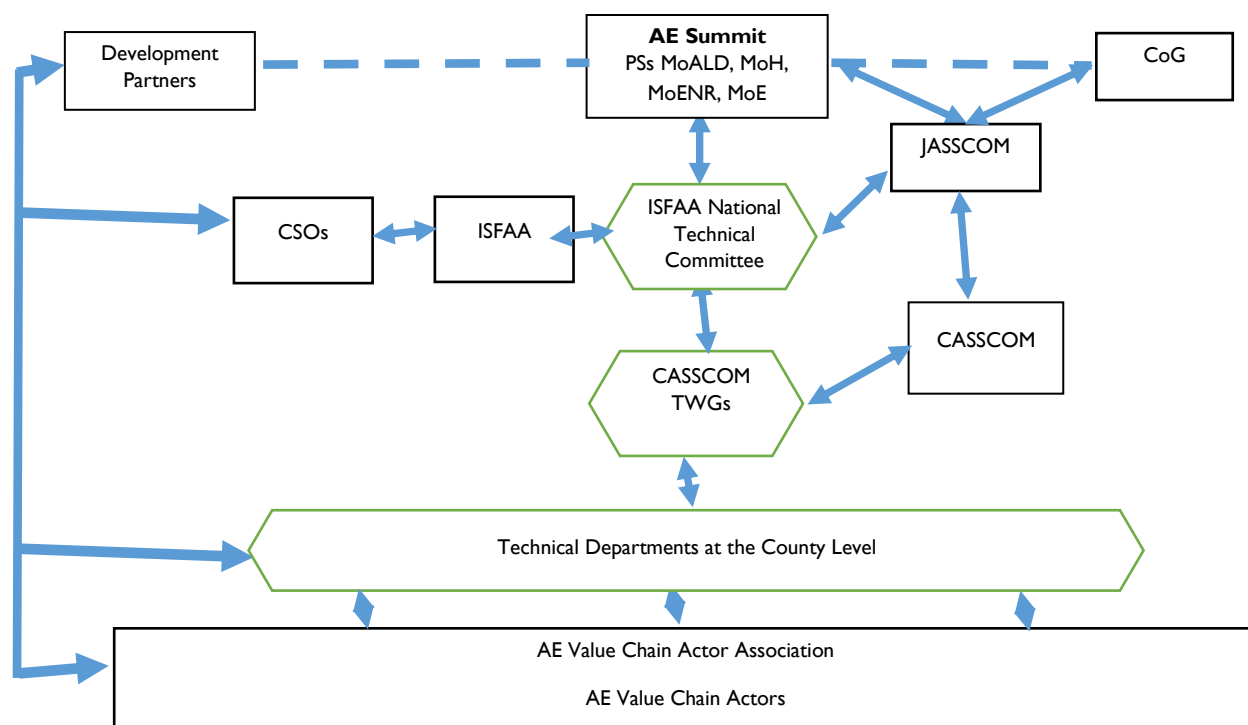 Development
Partners
AE Summit
PSs MoALD, MoH,
MoENR, MoE
CoG
JASSCOM
CSOs
ISFAA
ISFAA National
Technical
Committee
CASSCOM
CASSCOM
TWGs
Technical Departments at the County Level
AE Value Chain Actor Association
AE Value Chain Actors